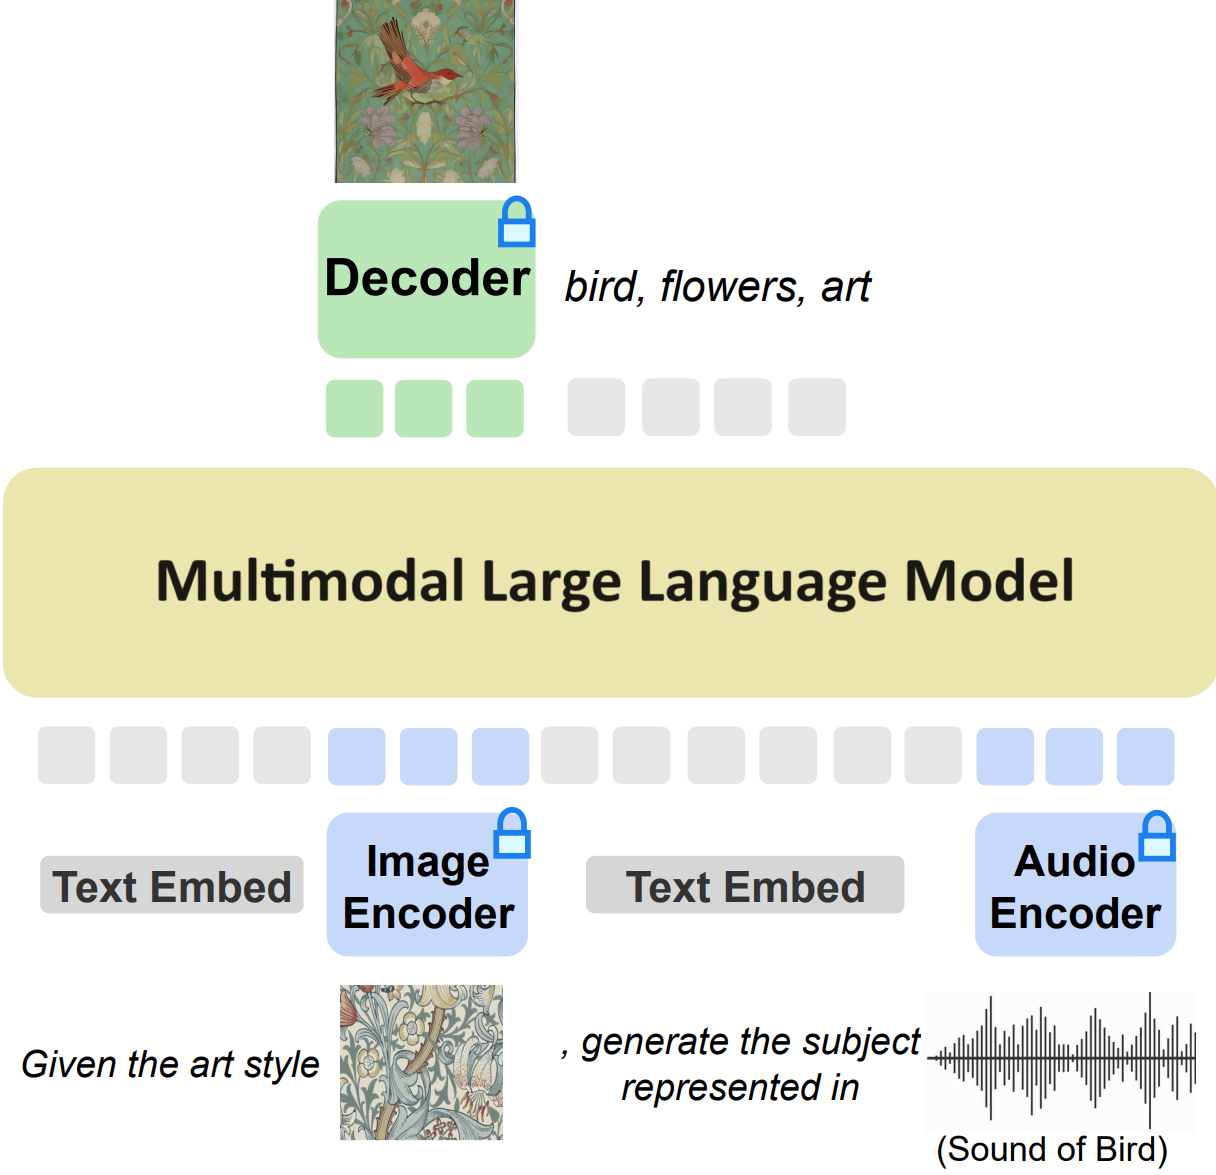 Decoder
bird, flowers, art
Multimodal Large Language Model
Text Embed
Image
Encoder
Text Embed
Audio
Encoder
Given the art style
, generate the subject
represented in
(Sound of Bird)